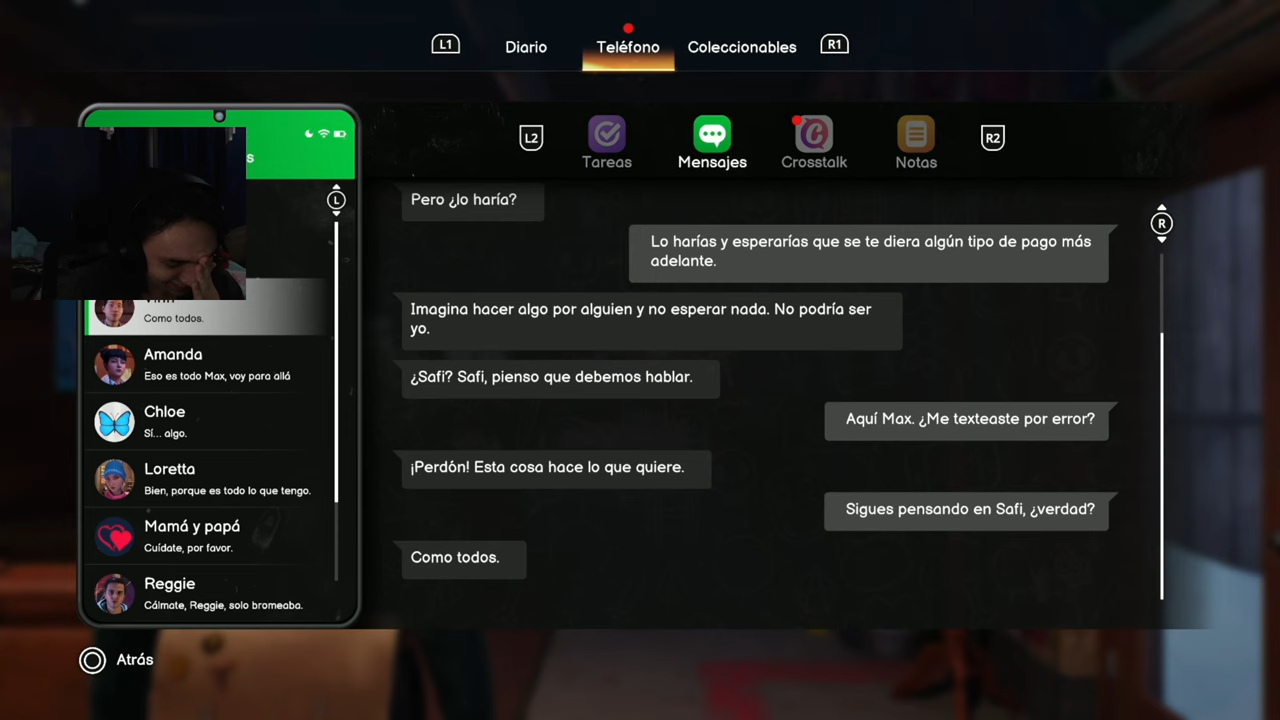 L1
Diario
Teléfono
Coleccionables
R1
L2
Tareas
Mensajes
Crosstalk
Notas
R2
s
L
Como todos.
Amanda
Eso es todo Max, voy para allá
Chloe
Sí... algo.
Loretta
Bien, porque es todo lo que tengo.
Mamá y papá
Cuídate, por favor.
Reggie
Cálmate, Reggie, solo bromeaba.
Pero ¿lo haría?
Lo harías y esperarías que se te diera algún tipo de pago más
adelante.
Imagina hacer algo por alguien y no esperar nada. No podría ser
yo.
¿Safi? Safi, pienso que debemos hablar.
Aquí Max. ¿Me texteaste por error?
¡Perdón! Esta cosa hace lo que quiere.
Sigues pensando en Safi, ¿verdad?
Como todos.
R
Atrás